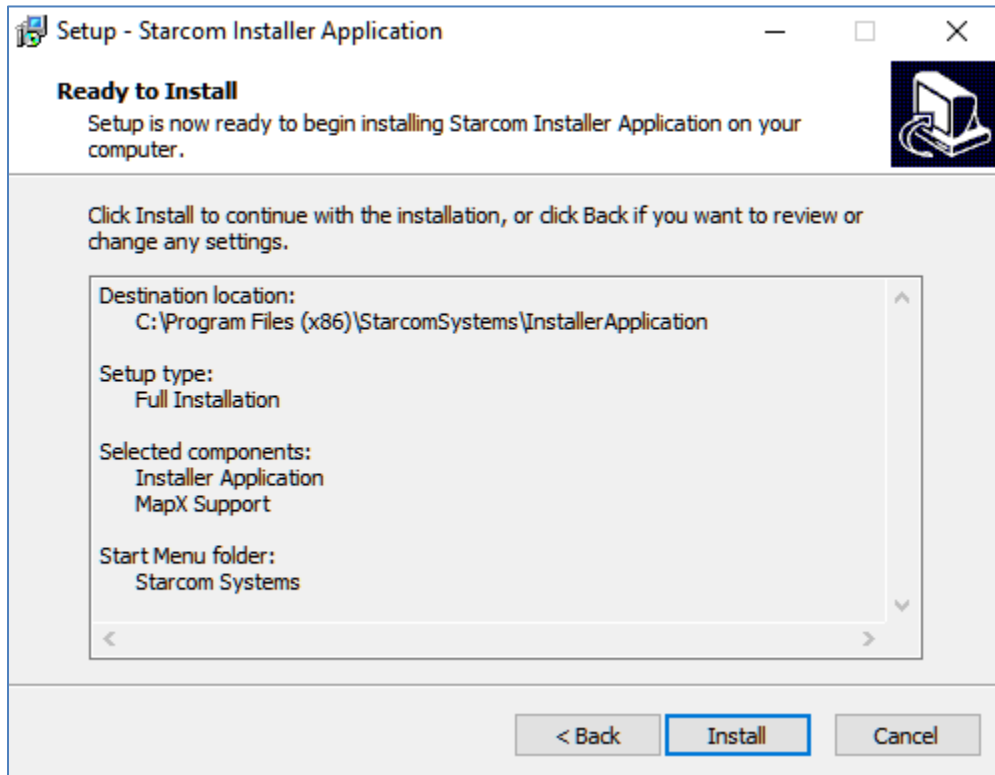 Setup - Starcom Installer Application
Ready to Install
Setup is now ready to begin installing Starcom Installer Application on your
computer.
Click Install to continue with the installation, or click Back if you want to review or
change any settings.
Destination location:
C:\Program Files (x86)\StarcomSystems\InstallerApplication
Setup type:
Full Installation
Selected components:
Installer Application
MapX Support
Start Menu folder:
Starcom Systems
< Back Install Cancel